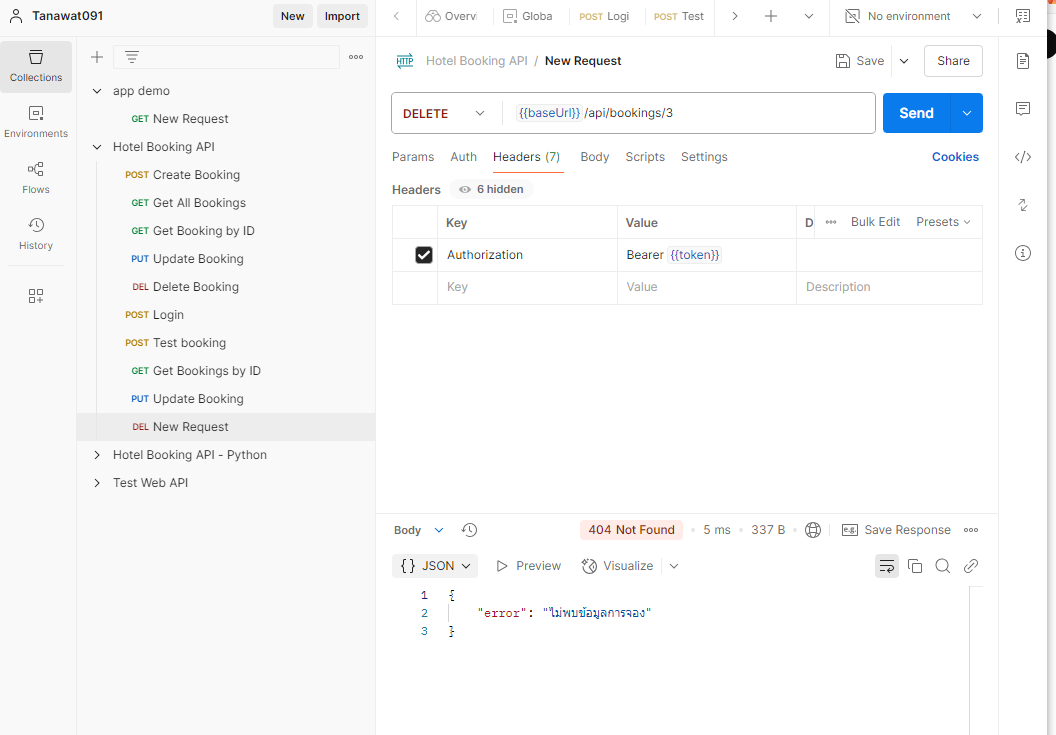 Tanawat091
New
Import
Overvi
Globa
POST Logi
POST Test
No environment
Collections
Environments
Flows
History
app demo
GET New Request
Hotel Booking API
POST Create Booking
GET Get All Bookings
GET Get Booking by ID
PUT Update Booking
DEL Delete Booking
POST Login
POST Test booking
GET Get Bookings by ID
PUT Update Booking
DEL New Request
Hotel Booking API - Python
Test Web API
HTTP Hotel Booking API / New Request
Save
Share
DELETE
{{baseUrl}} /api/bookings/3
Send
Params Auth Headers (7) Body Scripts Settings
Cookies
Headers 6 hidden
Key Value D Bulk Edit Presets
Authorization Bearer {{token}}
Key Value Description
Body
404 Not Found • 5 ms • 337 B •
e.g. Save Response
{} JSON Preview Visualize
1 {
2 "error": "ไม่พบข้อมูลการจอง"
3 }